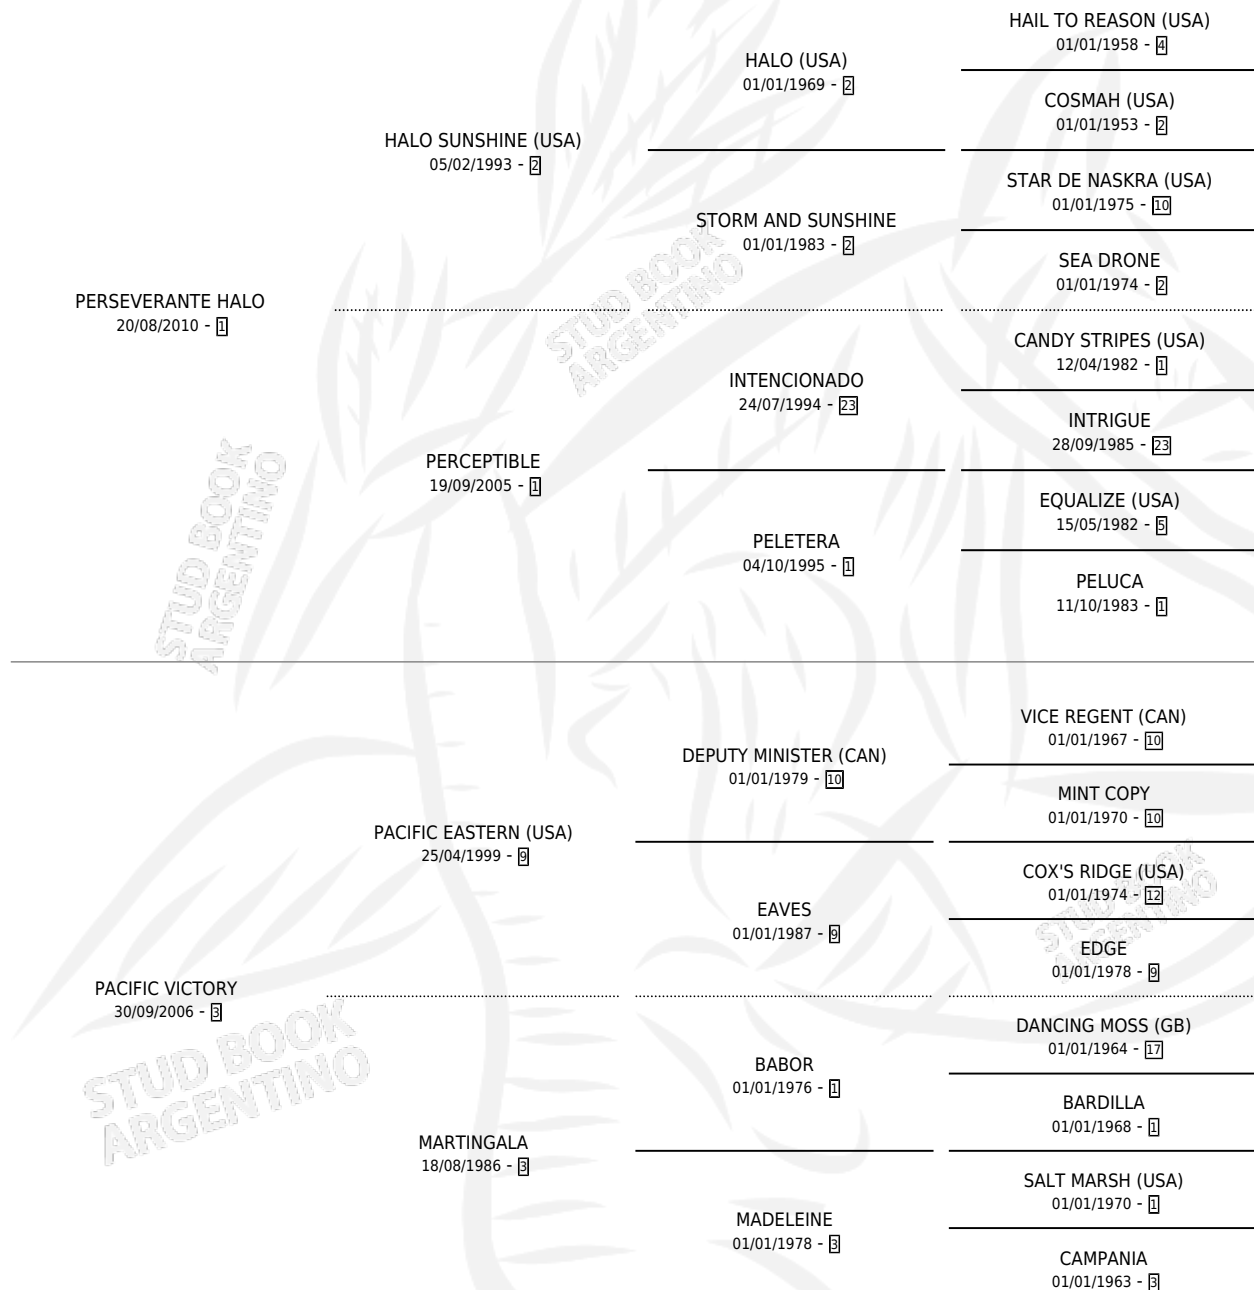 HAIL TO REASON (USA)
01/01/1958 - 4
HALO (USA)
01/01/1969 - 2
COSMAH (USA)
01/01/1953 - 2
HALO SUNSHINE (USA)
05/02/1993 - 2
STAR DE NASKRA (USA)
01/01/1975 - 10
STORM AND SUNSHINE
01/01/1983 - 2
SEA DRONE
01/01/1974 - 2
PERSEVERANTE HALO
20/08/2010 - 1
CANDY STRIPES (USA)
12/04/1982 - 1
INTENCIONADO
24/07/1994 - 23
INTRIGUE
28/09/1985 - 23
PERCEPTIBLE
19/09/2005 - 1
EQUALIZE (USA)
15/05/1982 - 5
PELETERA
04/10/1995 - 1
PELUCA
11/10/1983 - 1
VICE REGENT (CAN)
01/01/1967 - 10
DEPUTY MINISTER (CAN)
01/01/1979 - 10
MINT COPY
01/01/1970 - 10
PACIFIC EASTERN (USA)
25/04/1999 - 9
COX'S RIDGE (USA)
01/01/1974 - 12
EAVES
01/01/1987 - 9
EDGE
01/01/1978 - 9
PACIFIC VICTORY
30/09/2006 - 3
DANCING MOSS (GB)
01/01/1964 - 17
BABOR
01/01/1976 - 1
BARDILLA
01/01/1968 - 1
MARTINGALA
18/08/1986 - 3
SALT MARSH (USA)
01/01/1970 - 1
MADELEINE
01/01/1978 - 3
CAMPANIA
01/01/1963 - 3
STUD BOOK
ARGENTINO
STUD BOOK
ARGENTINO
STUD BOOK
ARGENTINO
STUD BOOK
ARGENTINO